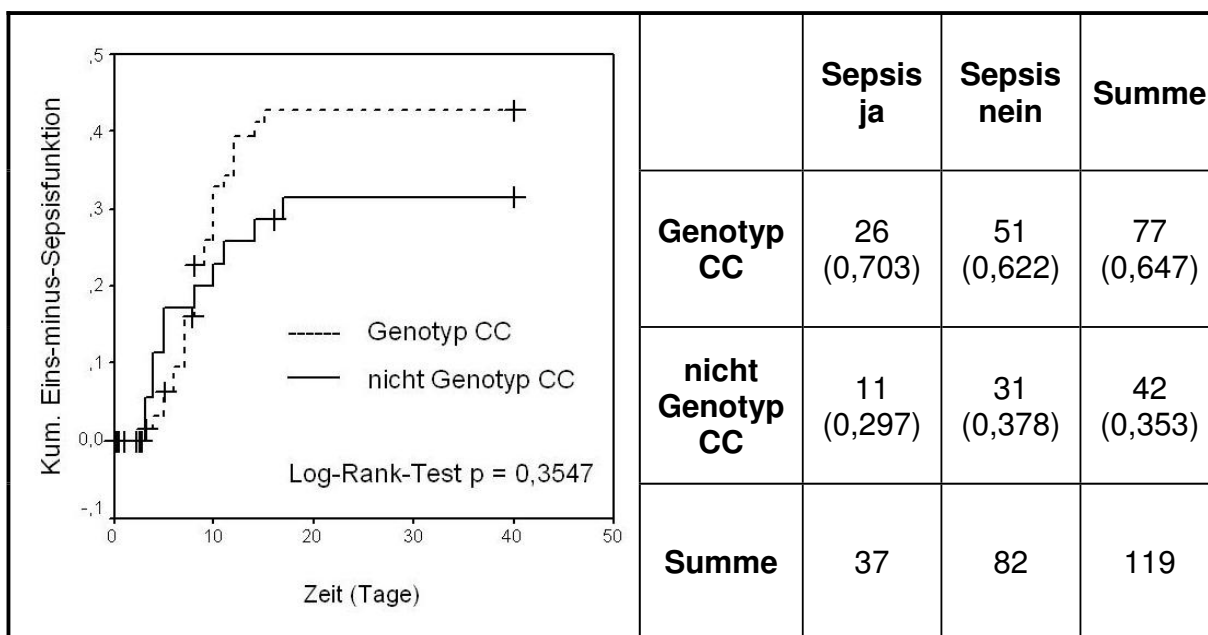 ,5
,4
,3
,2
,1
0,0
-,1
Kum. Eins-minus-Sepsisfunktion
Genotyp CC
nicht Genotyp CC
Log-Rank-Test p = 0,3547
0 10 20 30 40 50
Zeit (Tage)
Sepsis ja
Sepsis nein
Summe
Genotyp CC
26 (0,703)
51 (0,622)
77 (0,647)
nicht Genotyp CC
11 (0,297)
31 (0,378)
42 (0,353)
Summe
37
82
119